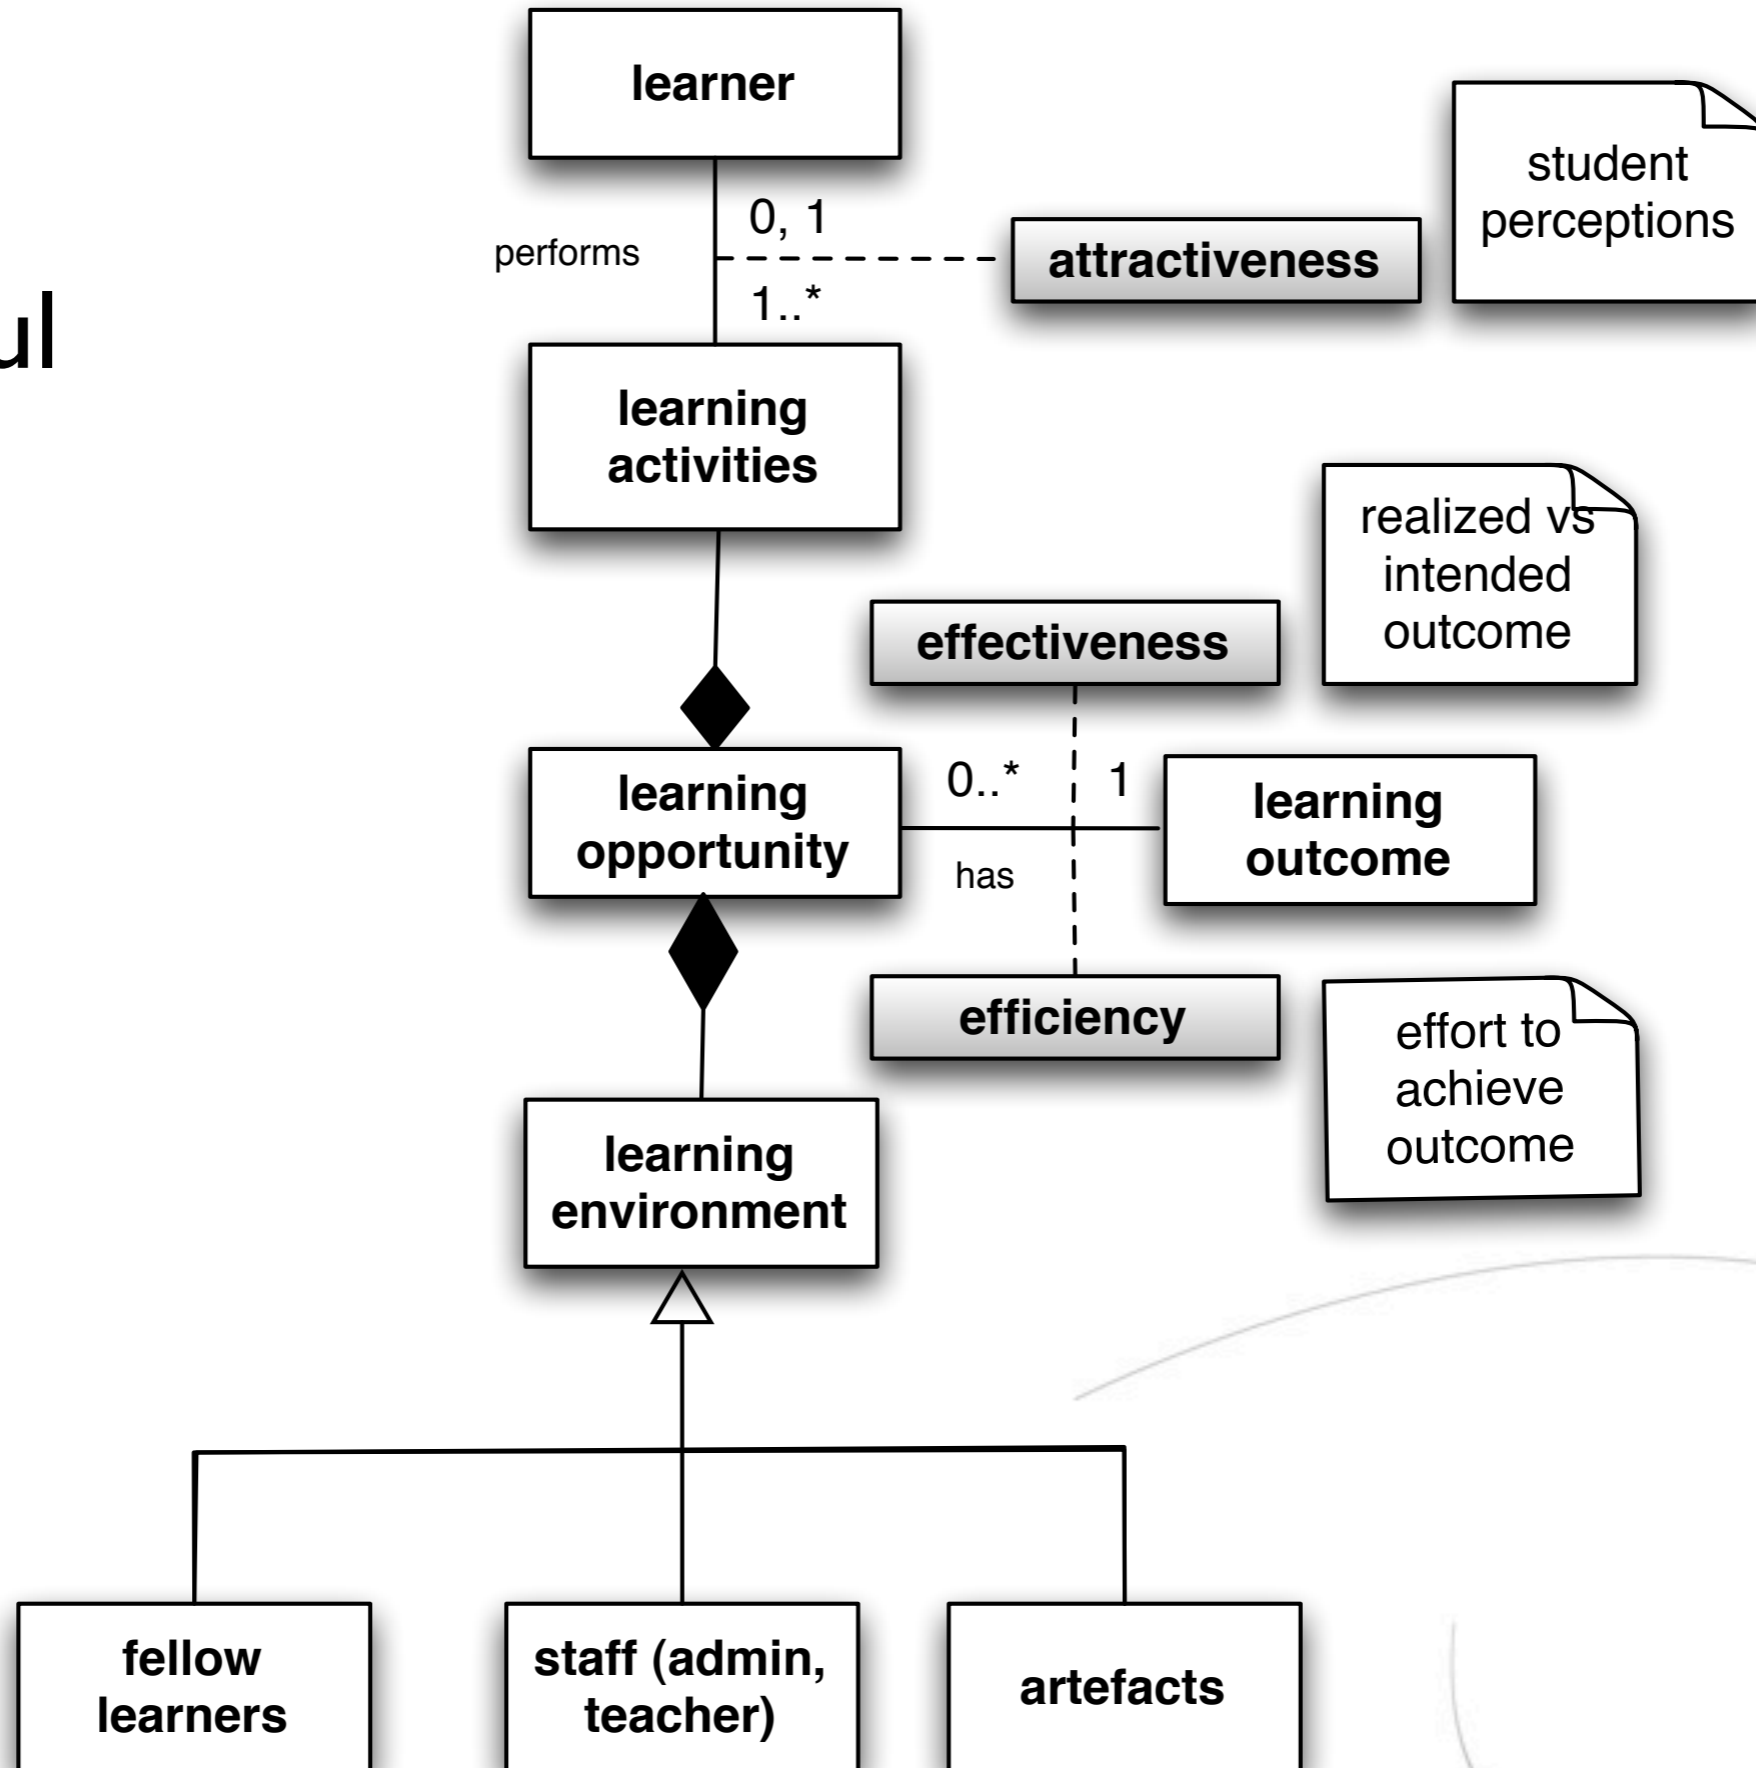 learner
student
perceptions
performs
0, 1
attractiveness
1..*
ul
learning
activities
realized vs
intended
outcome
effectiveness
learning
opportunity
0..*
1
has
learning
outcome
efficiency
effort to
achieve
outcome
learning
environment
fellow
learners
staff (admin,
teacher)
artefacts